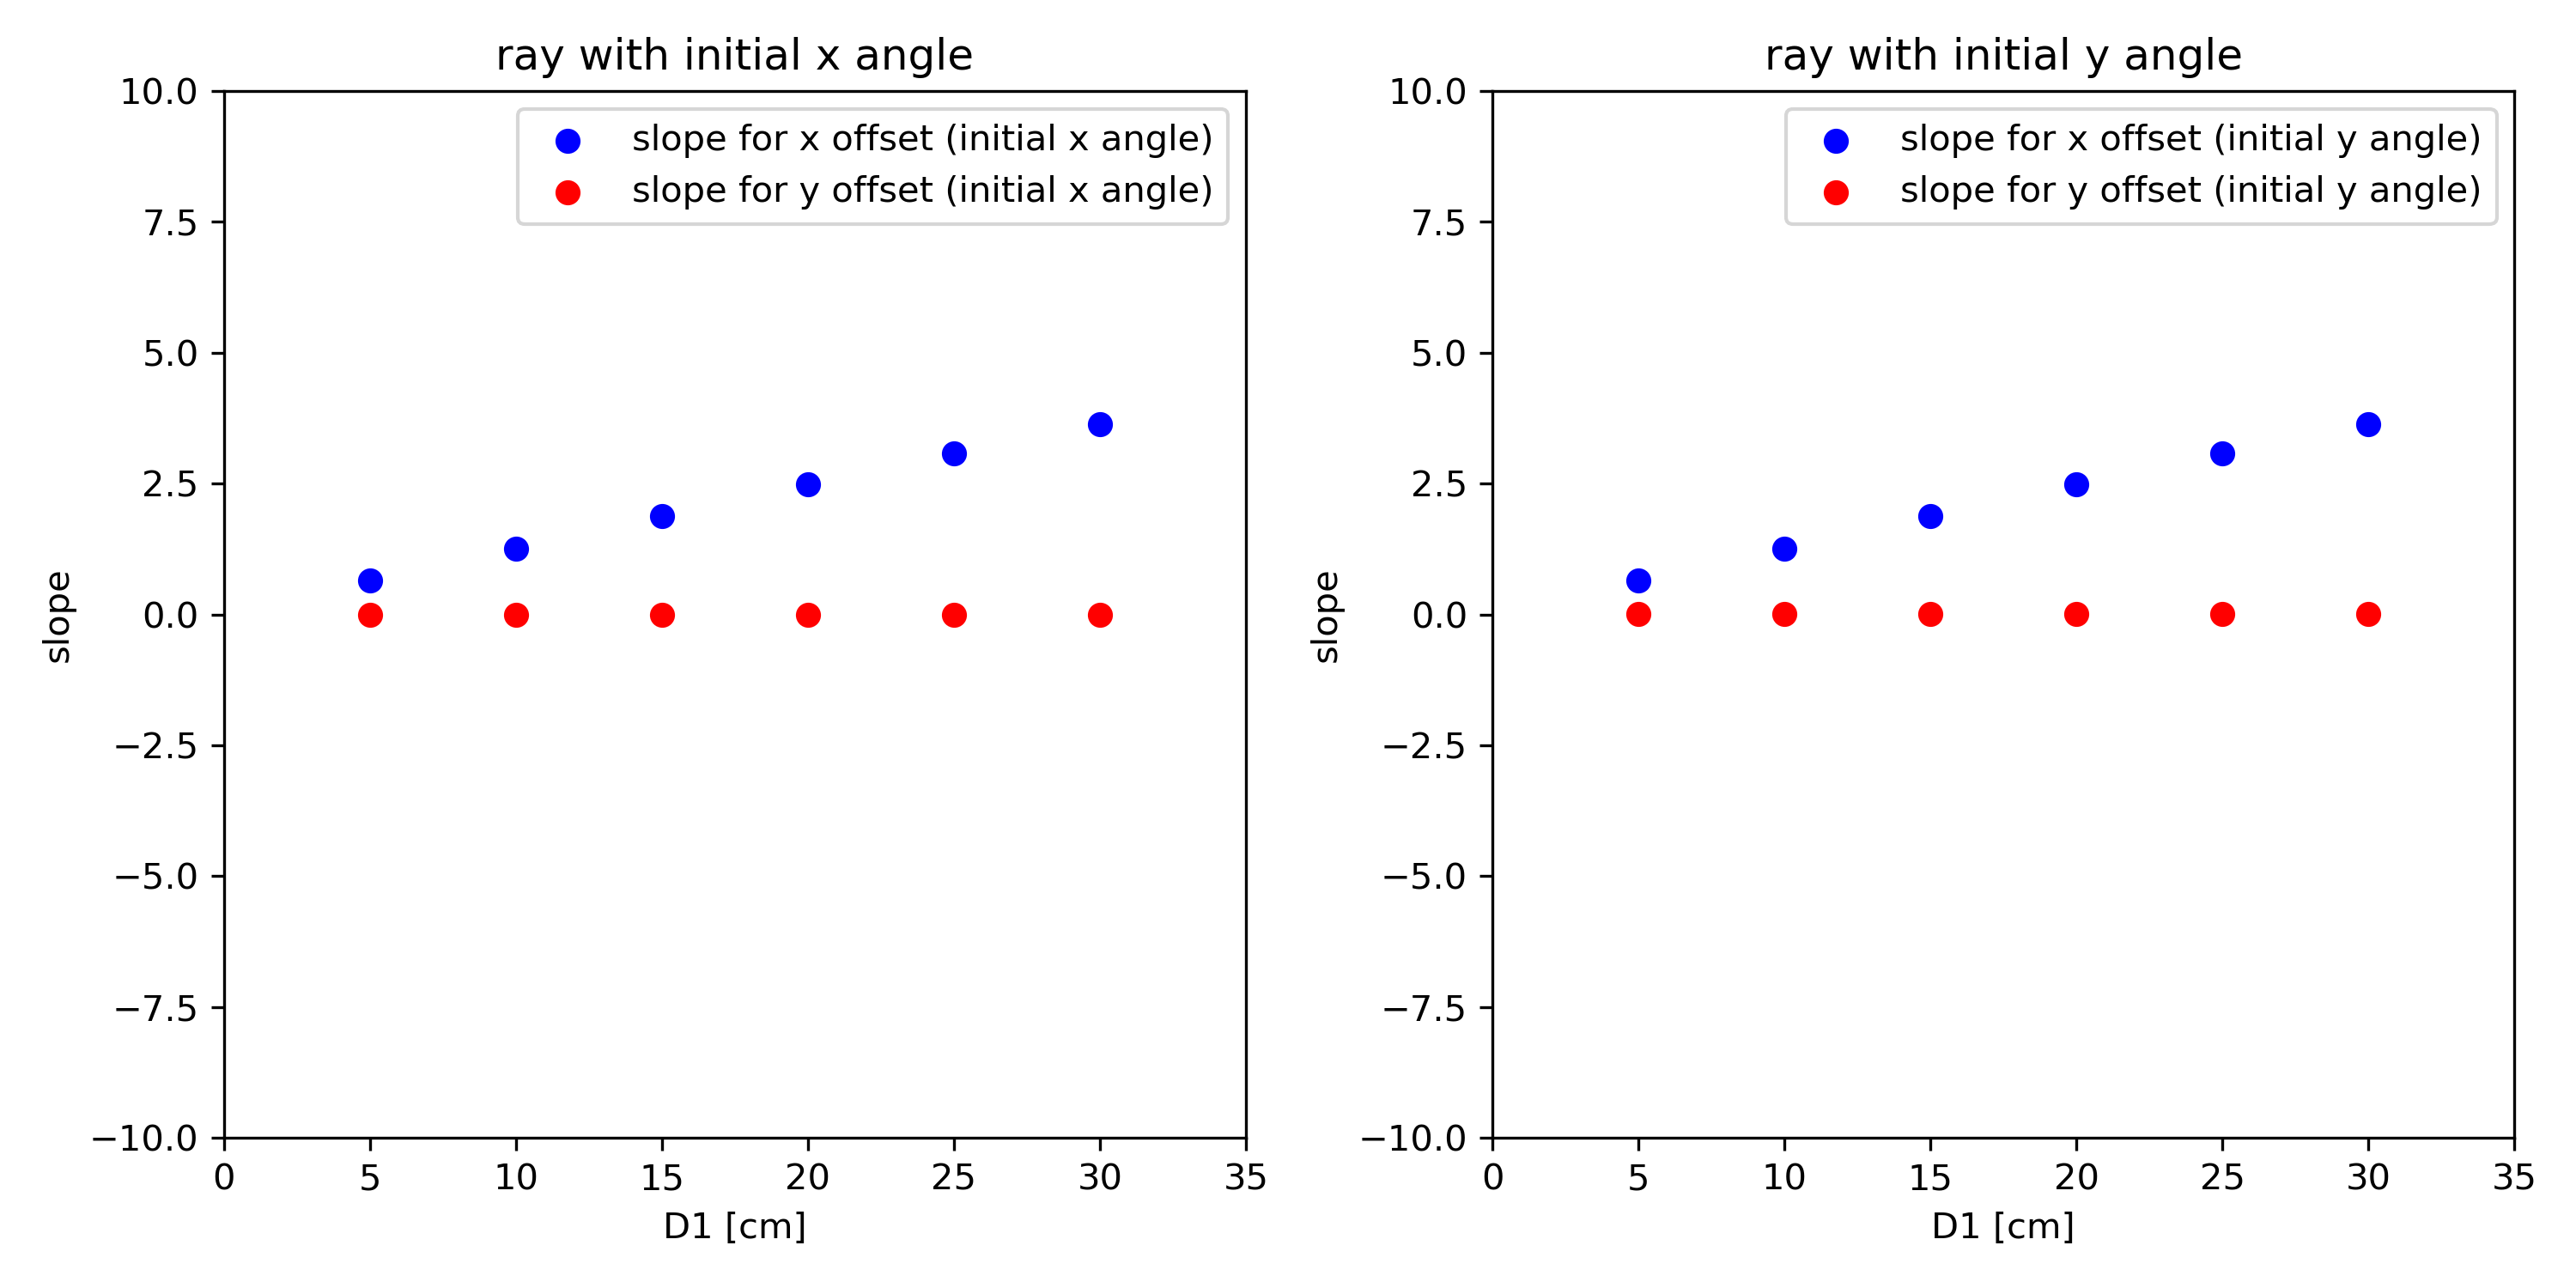 ray with initial x angle
10.0
7.5
5.0
2.5
0.0
−2.5
−5.0
−7.5
−10.0
slope
slope for x offset (initial x angle)
slope for y offset (initial x angle)
0 5 10 15 20 25 30 35
D1 [cm]
ray with initial y angle
10.0
7.5
5.0
2.5
0.0
−2.5
−5.0
−7.5
−10.0
slope
slope for x offset (initial y angle)
slope for y offset (initial y angle)
0 5 10 15 20 25 30 35
D1 [cm]